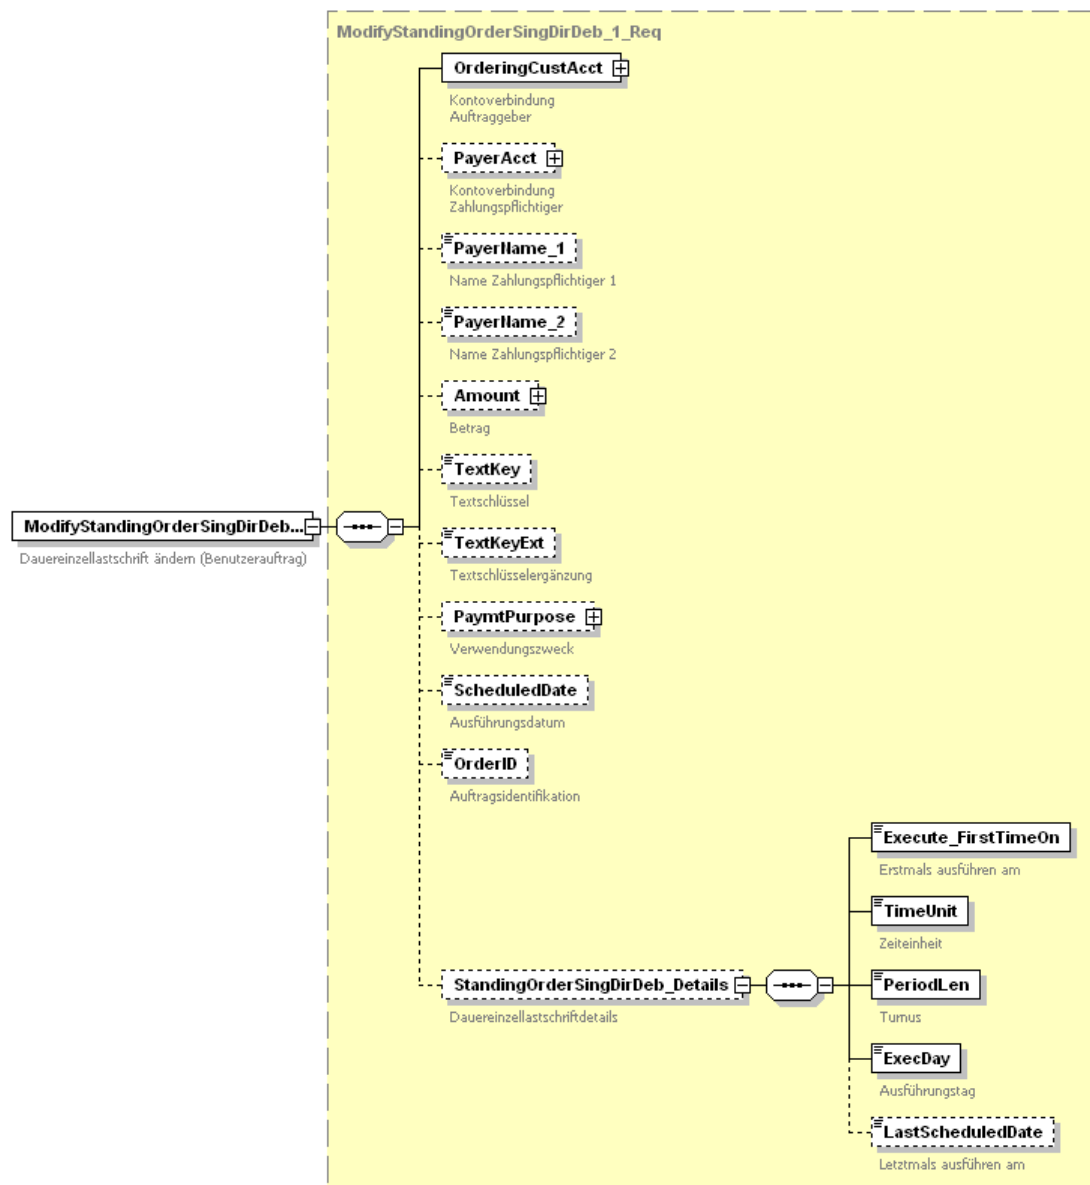 ModifyStandingOrderSingDirDeb_1_Req
OrderingCustAcct
Kontoverbindung
Auftraggeber
PayerAcct
Kontoverbindung
Zahlungspflichtiger
PayerName_1
Name Zahlungspflichtiger 1
PayerName_2
Name Zahlungspflichtiger 2
Amount
Betrag
TextKey
Textschlüssel
ModifyStandingOrderSingDirDeb...
Dauereinzellastschrift ändern (Benutzerauftrag)
TextKeyExt
Textschlüsselergänzung
PaymtPurpose
Verwendungszweck
ScheduledDate
Ausführungsdatum
OrderID
Auftragsidentifikation
StandingOrderSingDirDeb_Details
Dauereinzellastschriftdetails
Execute_FirstTimeOn
Erstmals ausführen am
TimeUnit
Zeiteinheit
PeriodLen
Turnus
ExecDay
Ausführungstag
LastScheduledDate
Letztmals ausführen am